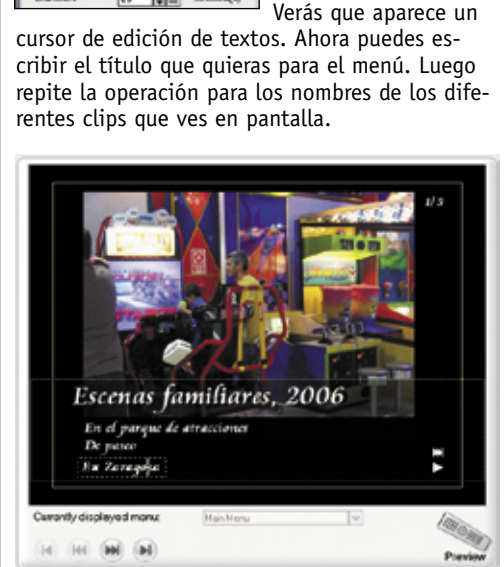 Verás que aparece un
cursor de edición de textos. Ahora puedes es-
cribir el título que quieras para el menú. Luego
repite la operación para los nombres de los dife-
rentes clips que ves en pantalla.
1/3
Escenas familiares, 2006
En el parque de atracciones
De paseo
En Zaragoza
Currently displayed menu:
Main Menu
Preview